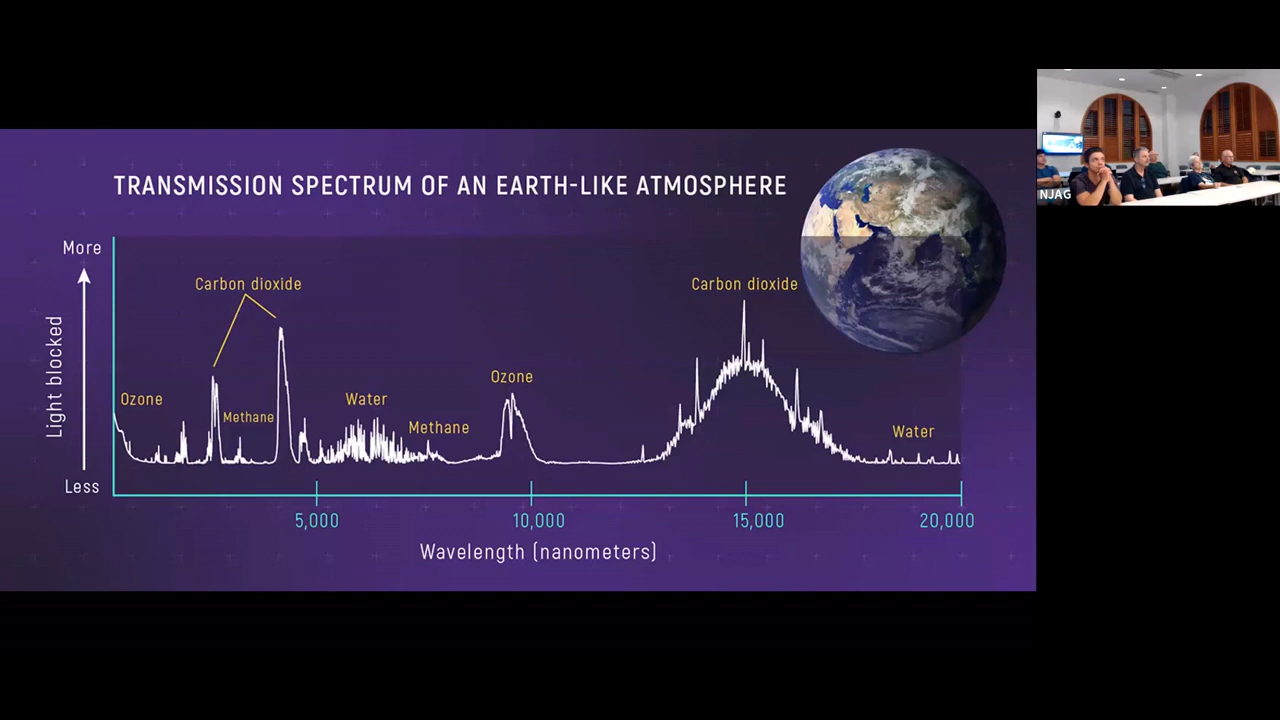 TRANSMISSION SPECTRUM OF AN EARTH-LIKE ATMOSPHERE
More
Light blocked
Less
Carbon dioxide
Carbon dioxide
Ozone
Methane
Water
Methane
Ozone
Water
5,000
10,000
15,000
20,000
Wavelength (nanometers)
NJAG